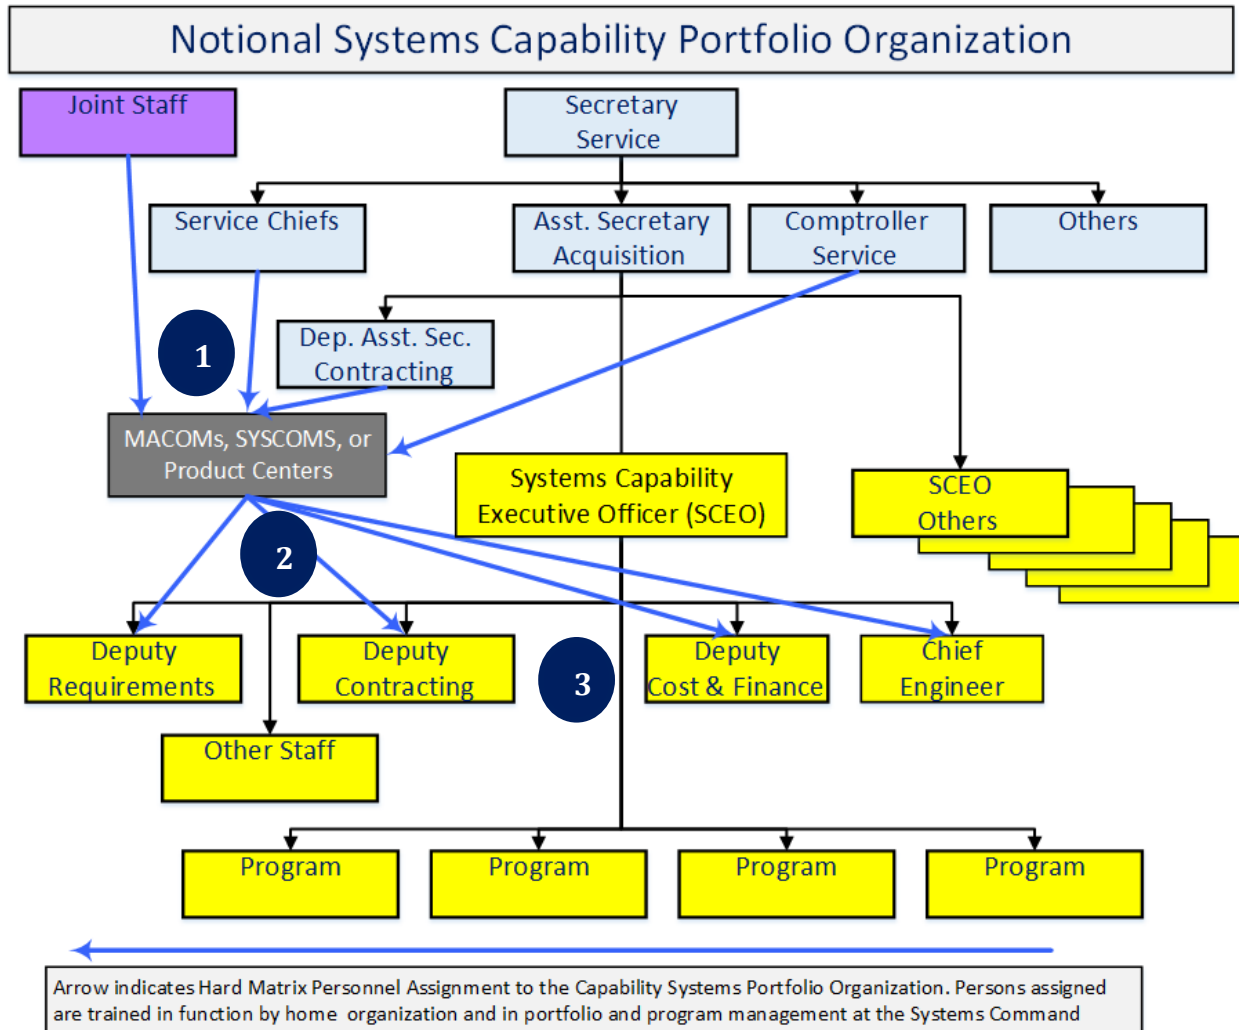 Notional Systems Capability Portfolio Organization
Joint Staff
Secretary
Service
Service Chiefs
Asst. Secretary
Acquisition
Comptroller
Service
Others
Dep. Asst. Sec.
Contracting
1
MACOMs, SYSCOMS, or
Product Centers
Systems Capability
Executive Officer (SCEO)
SCEO
Others
2
Deputy
Requirements
Deputy
Contracting
3
Deputy
Cost & Finance
Chief
Engineer
Other Staff
Program
Program
Program
Program
Arrow indicates Hard Matrix Personnel Assignment to the Capability Systems Portfolio Organization. Persons assigned
are trained in function by home organization and in portfolio and program management at the Systems Command